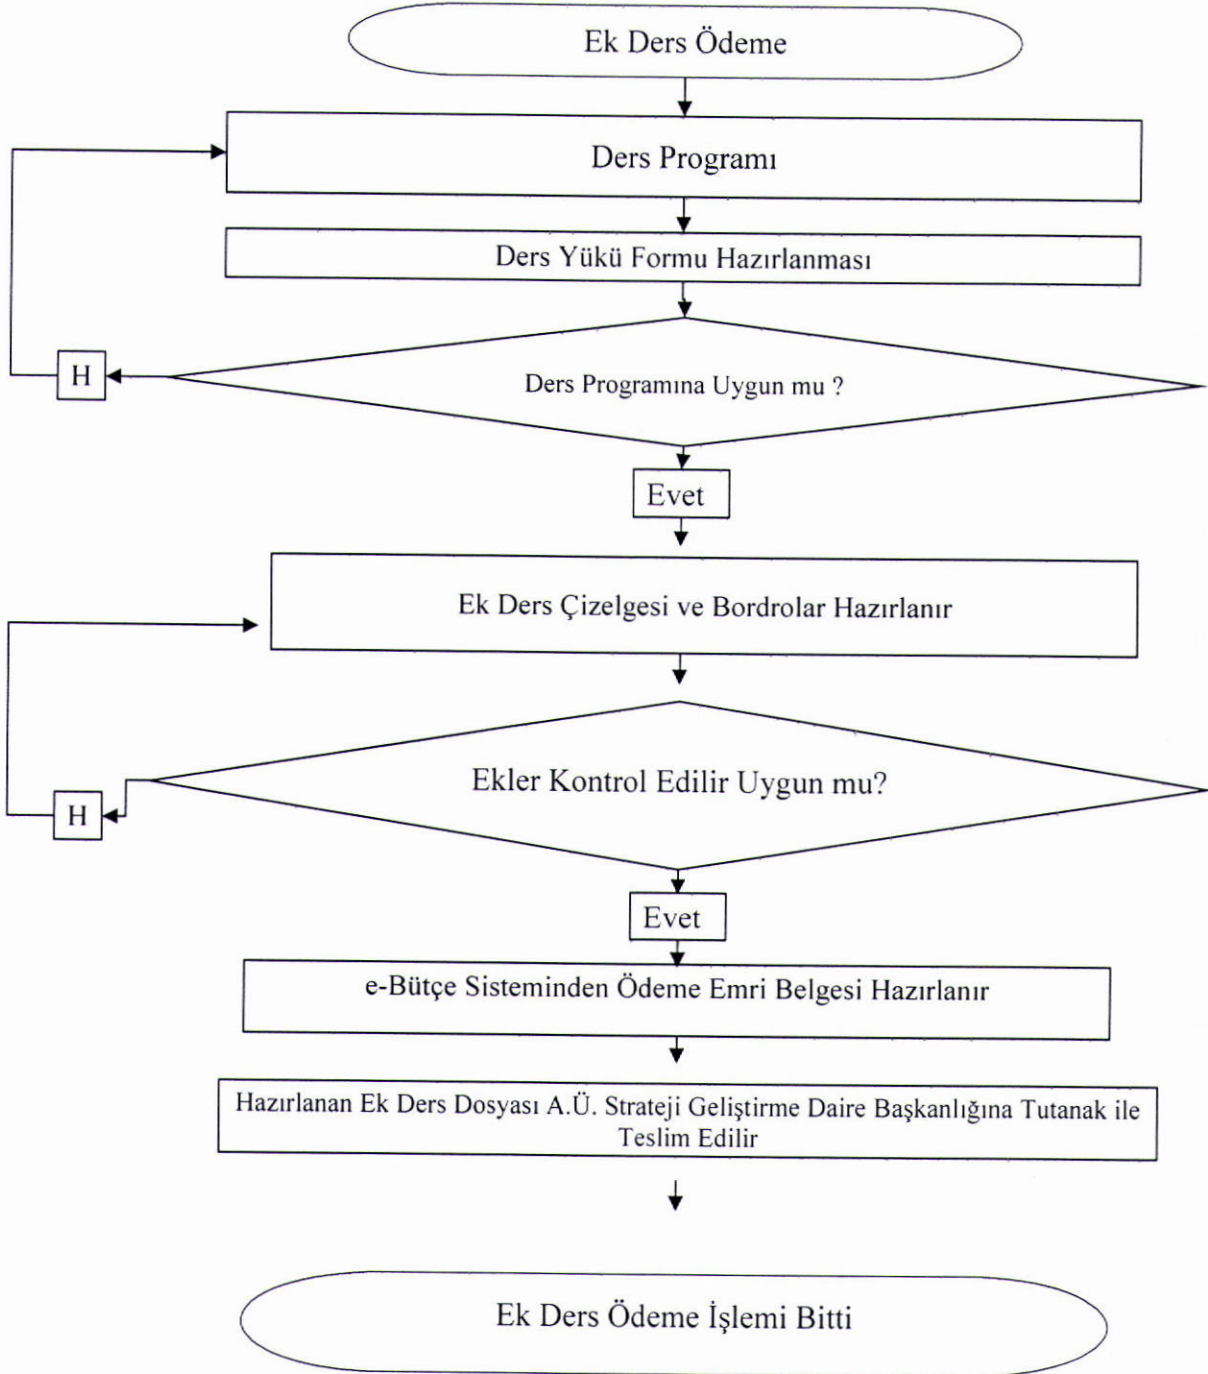 Ek Ders Ödeme
Ders Programı
Ders Yükü Formu Hazırlanması
H
Ders Programına Uygun mu ?
Evet
Ek Ders Çizelgesi ve Bordrolar Hazırlanır
Ekler Kontrol Edilir Uygun mu?
H
Evet
e-Bütçe Sisteminden Ödeme Emri Belgesi Hazırlanır
Hazırlanan Ek Ders Dosyası A.Ü. Strateji Geliştirme Daire Başkanlığına Tutanak ile
Teslim Edilir
Ek Ders Ödeme İşlemi Bitti